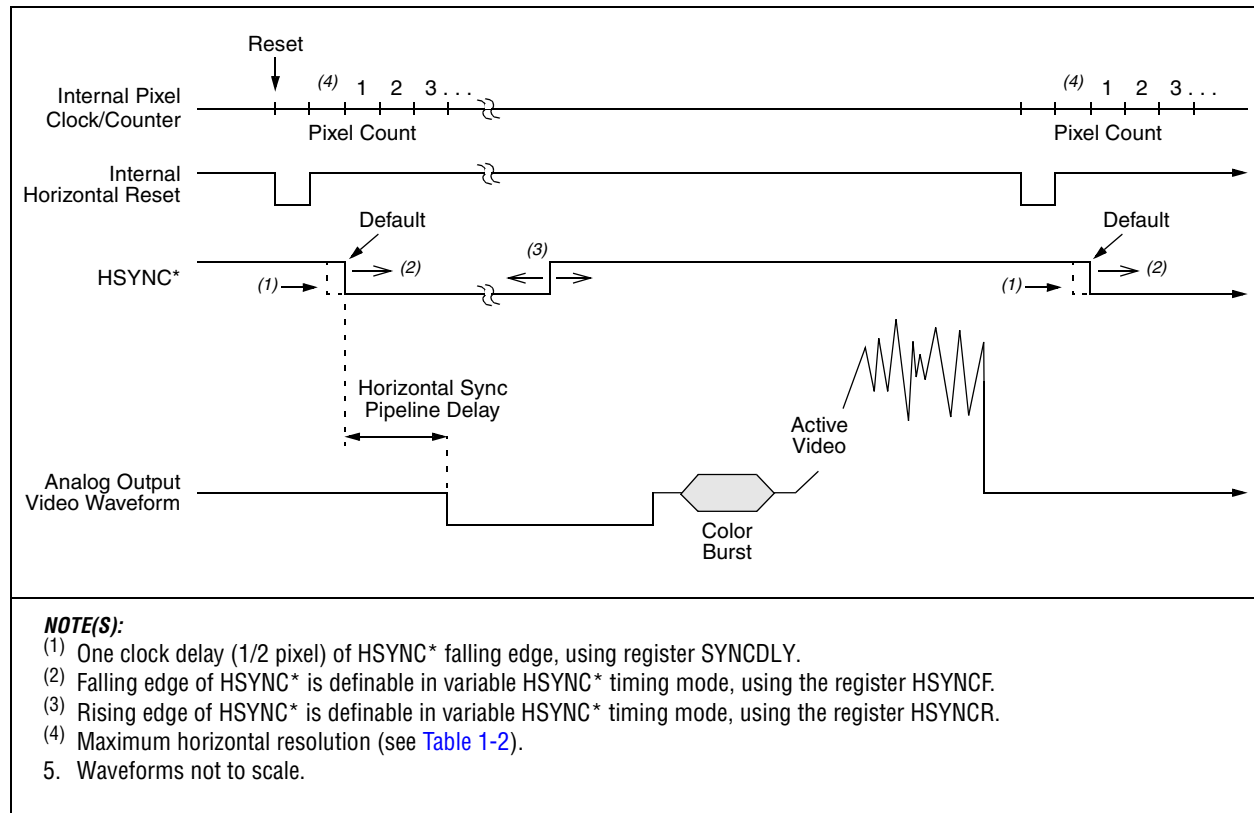 Reset
(4) 1 2 3 . . .
(4) 1 2 3 . . .
Internal Pixel
Clock/Counter
Pixel Count
Pixel Count
Internal
Horizontal Reset
Default
Default
HSYNC*
(1)
(2)
(3)
(1)
(2)
Horizontal Sync
Pipeline Delay
Active
Video
Analog Output
Video Waveform
Color
Burst
NOTE(S):
(1) One clock delay (1/2 pixel) of HSYNC* falling edge, using register SYNCDLY.
(2) Falling edge of HSYNC* is definable in variable HSYNC* timing mode, using the register HSYNCF.
(3) Rising edge of HSYNC* is definable in variable HSYNC* timing mode, using the register HSYNCR.
(4) Maximum horizontal resolution (see Table 1-2).
5. Waveforms not to scale.